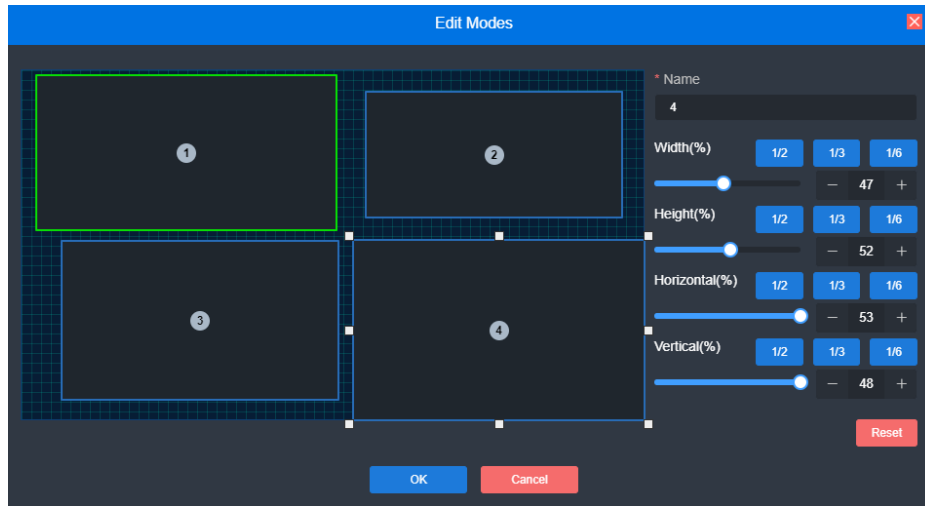 Edit Modes
1
2
3
4
* Name
4
Width(%) 1/2 1/3 1/6
— 47 +
Height(%) 1/2 1/3 1/6
— 52 +
Horizontal(%) 1/2 1/3 1/6
— 53 +
Vertical(%) 1/2 1/3 1/6
— 48 +
Reset
OK Cancel